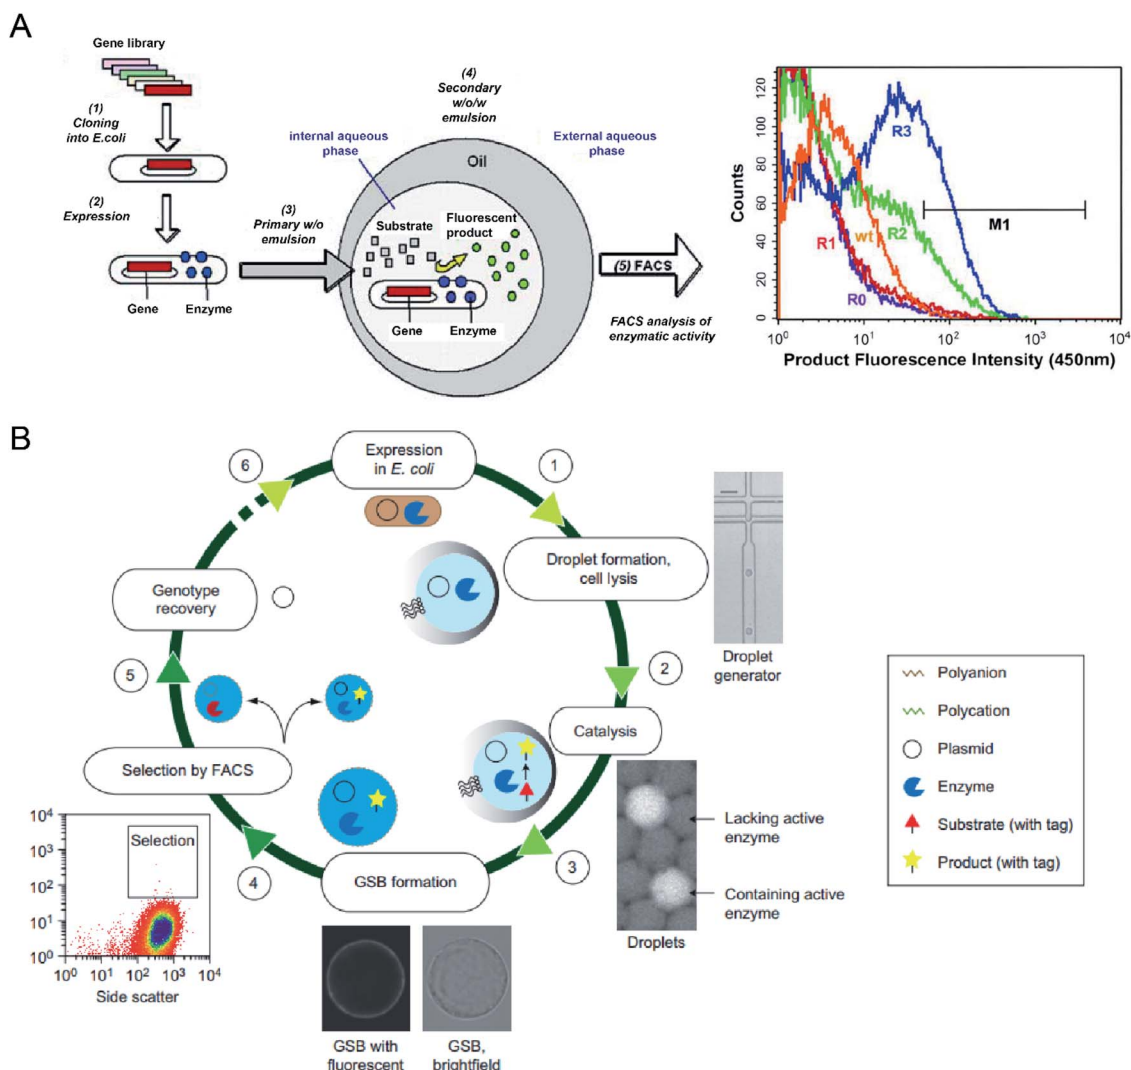 A
Gene library
(1)
Cloning
into E.coli
(2)
Expression
Gene
Enzyme
(3)
Primary w/o
emulsion
(4)
Secondary
w/o/w
emulsion
internal aqueous
phase
Oil
External aqueous
phase
Substrate
Fluorescent
product
Gene
Enzyme
(5) FACS
FACS analysis of
enzymatic activity
Counts
120
100
80
60
40
20
0
R3
M1
R1
wt
R2
R0
10^0
10^1
10^2
10^3
10^4
Product Fluorescence Intensity (450nm)
B
Expression
in E. coli
1
Droplet formation,
cell lysis
Droplet
generator
2
Catalysis
Lacking active
enzyme
Containing active
enzyme
Droplets
3
GSB formation
GSB with
fluorescent
GSB,
brightfield
4
Selection by FACS
Selection
10^4
10^3
10^2
10^1
10^0
10^0
10^1
10^2
10^3
10^4
Side scatter
5
Genotype
recovery
6
Polyanion
Polycation
Plasmid
Enzyme
Substrate (with tag)
Product (with tag)